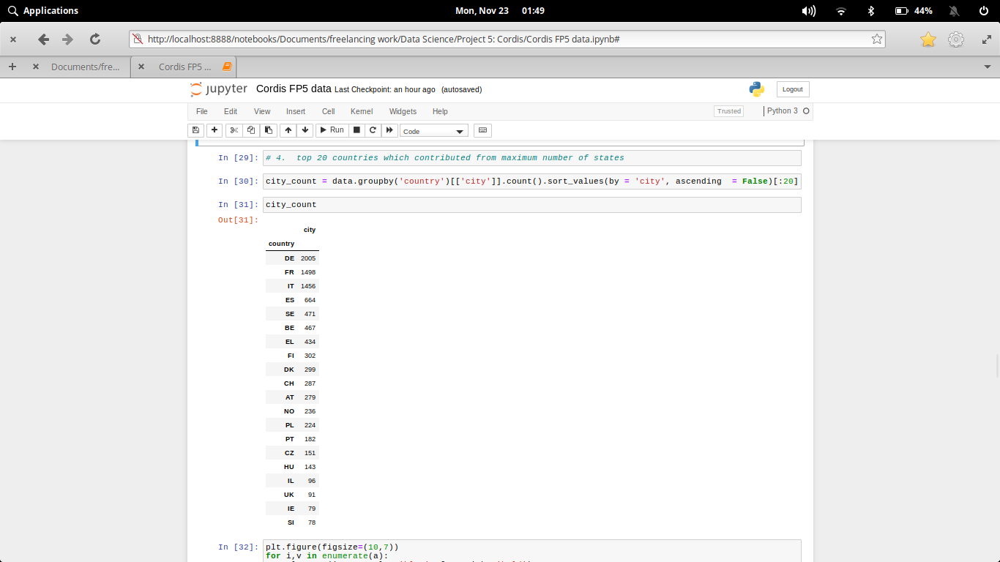 Applications
Mon, Nov 23 01:49
44%
http://localhost:8888/notebooks/Documents/freelancing work/Data Science/Project 5: Cordis/Cordis FP5 data.ipynb#
Documents/fre...
Cordis FP5 ...
jupyter Cordis FP5 data Last Checkpoint: an hour ago (autosaved)
Logout
File Edit View Insert Cell Kernel Widgets Help
Trusted
Python 3
Run
Code
In [29]: # 4.  top 20 countries which contributed from maximum number of states
In [30]: city_count = data.groupby('country')[['city']].count().sort_values(by = 'city', ascending  = False)[:20]
In [31]: city_count
Out[31]:
city
country
DE 2005
FR 1498
IT 1456
ES 664
SE 471
BE 467
EL 434
FI 302
DK 299
CH 287
AT 279
NO 236
PL 224
PT 182
CZ 151
HU 143
IL 96
UK 91
IE 79
SI 78
In [32]: plt.figure(figsize=(10,7))
for i,v in enumerate(a):